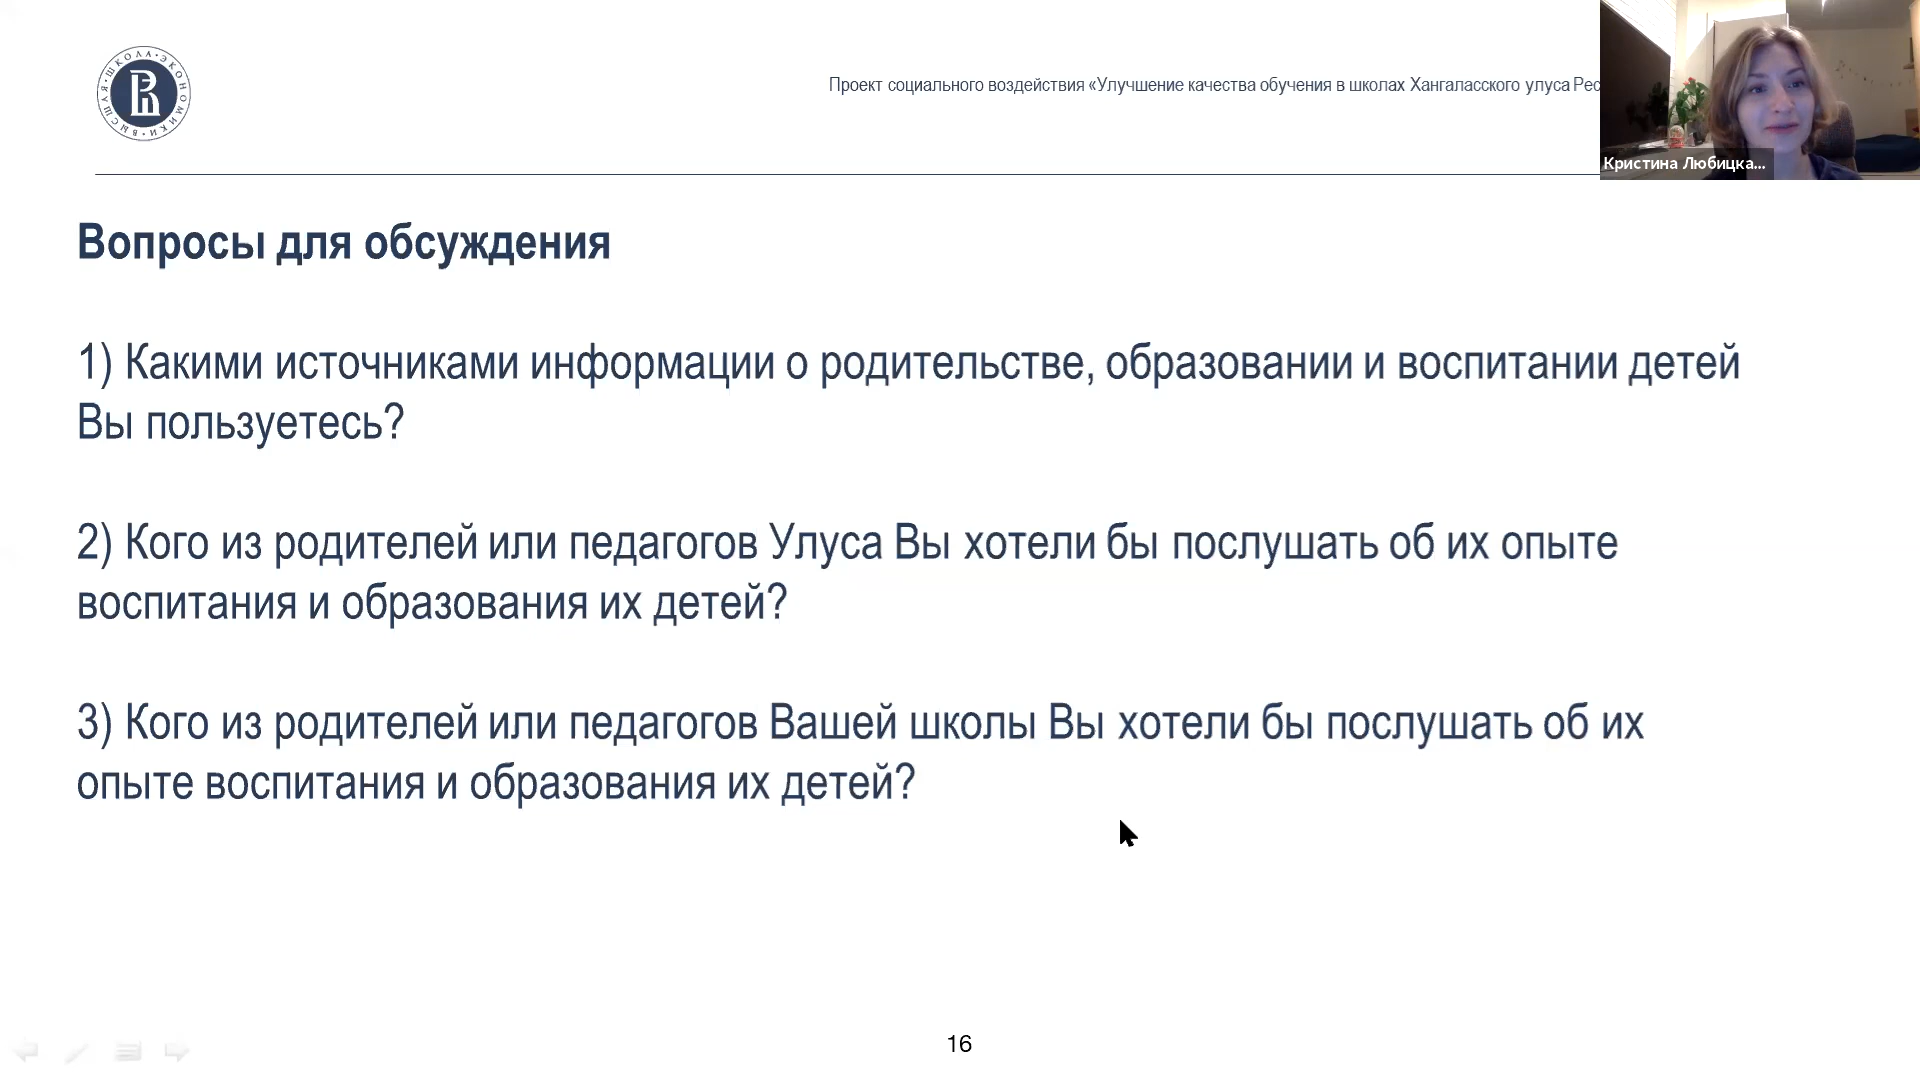 ВЫСШАЯ ШКОЛА ЭКОНОМИКИ
Проект социального воздействия «Улучшение качества обучения в школах Хангаласского улуса
Кристина Любицка...
Вопросы для обсуждения
1) Какими источниками информации о родительстве, образовании и воспитании детей
Вы пользуетесь?
2) Кого из родителей или педагогов Улуса Вы хотели бы послушать об их опыте
воспитания и образования их детей?
3) Кого из родителей или педагогов Вашей школы Вы хотели бы послушать об их
опыте воспитания и образования их детей?
16